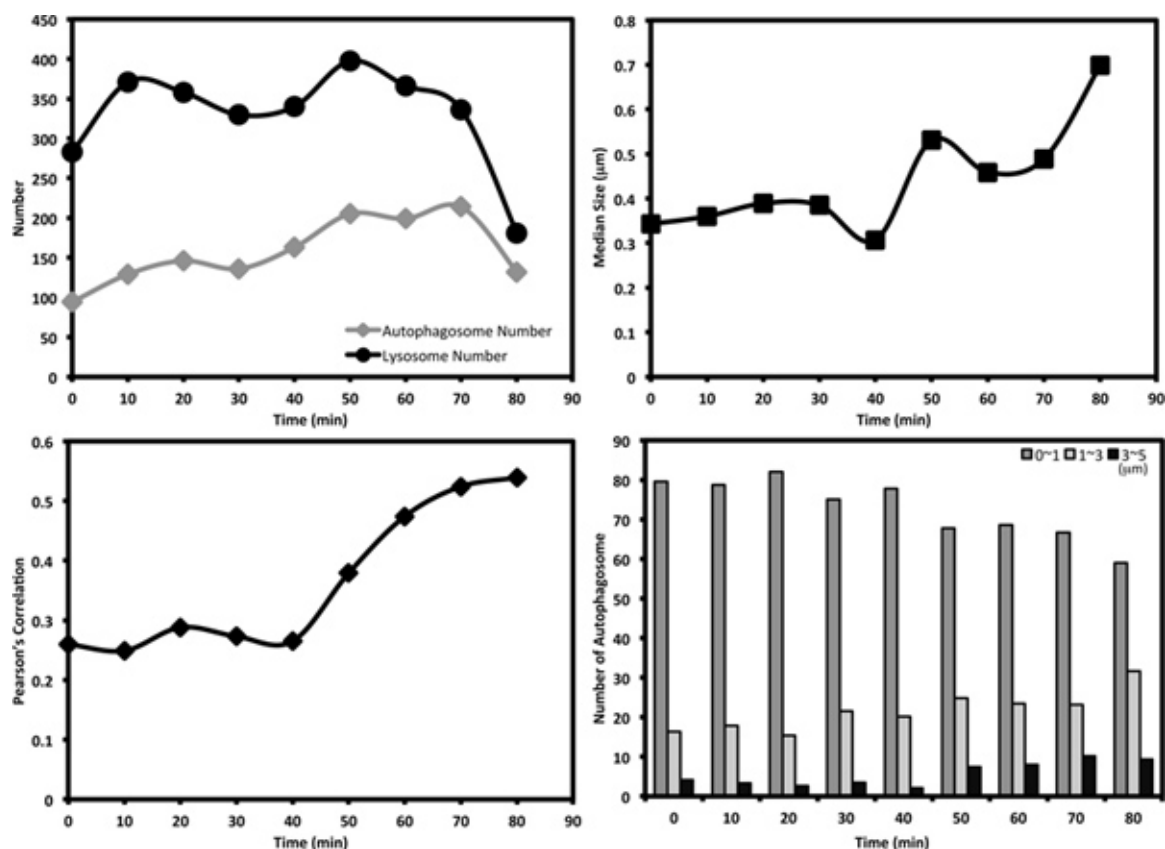 450
400
350
300
250
200
150
100
50
0
Number
Autophagosome Number
Lysosome Number
0 10 20 30 40 50 60 70 80 90
Time (min)
0.8
0.7
0.6
0.5
0.4
0.3
0.2
0.1
0
Median Size (μm)
0 10 20 30 40 50 60 70 80 90
Time (min)
0.6
0.5
0.4
0.3
0.2
0.1
0
Pearson's Correlation
0 10 20 30 40 50 60 70 80 90
Time (min)
90
80
70
60
50
40
30
20
10
0
Number of Autophagosome
0~1 1~3 3~5
(μm)
0 10 20 30 40 50 60 70 80
Time (min)